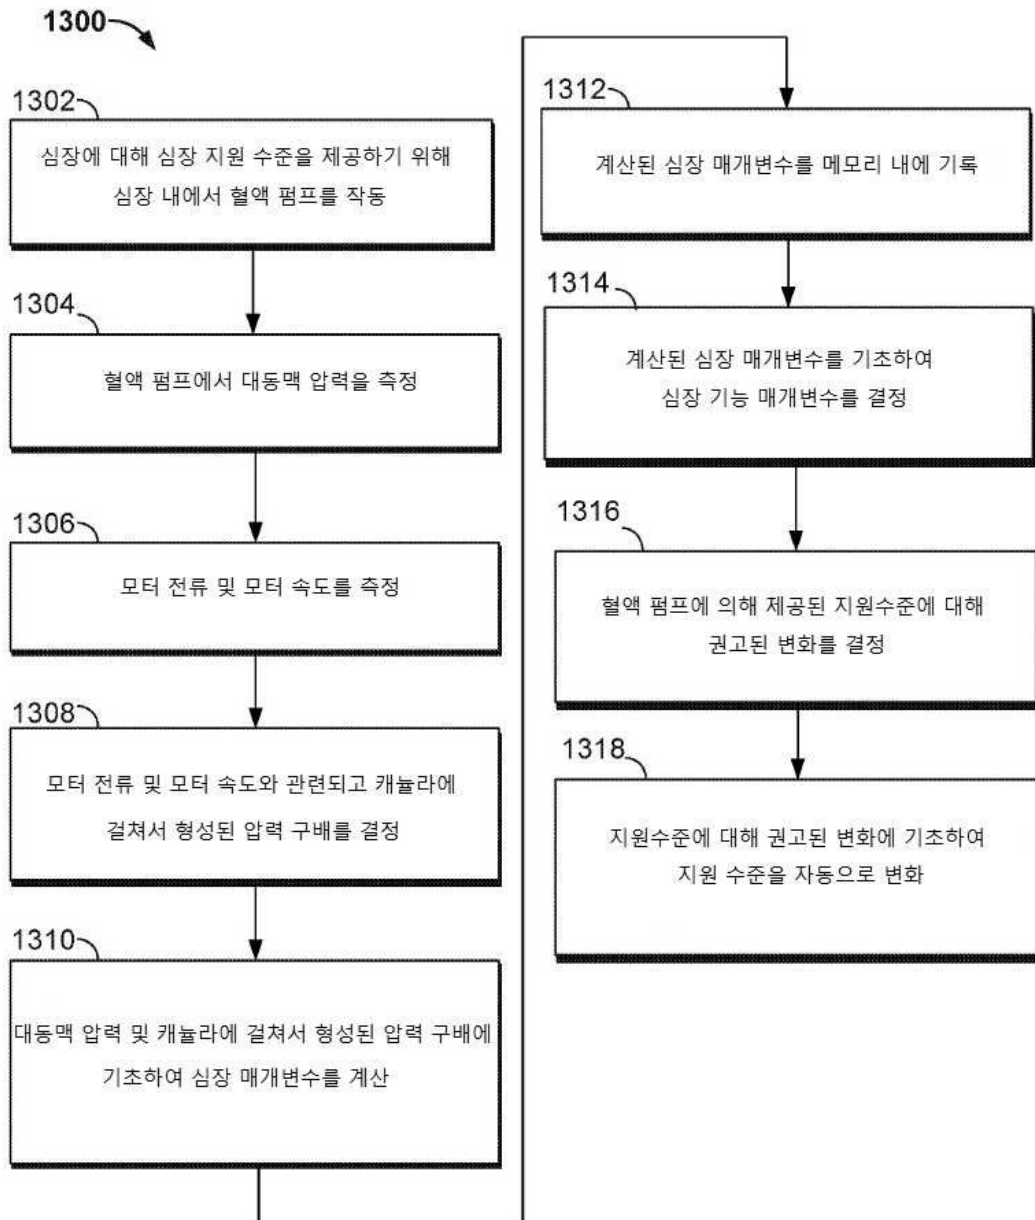 1300
1302
심장에 대해 심장 지원 수준을 제공하기 위해
심장 내에서 혈액 펌프를 작동
1304
혈액 펌프에서 대동맥 압력을 측정
1306
모터 전류 및 모터 속도를 측정
1308
모터 전류 및 모터 속도와 관련되고 캐뉼라에
걸쳐서 형성된 압력 구배를 결정
1310
대동맥 압력 및 캐뉼라에 걸쳐서 형성된 압력 구배에
기초하여 심장 매개변수를 계산
1312
계산된 심장 매개변수를 메모리 내에 기록
1314
계산된 심장 매개변수를 기초하여
심장 기능 매개변수를 결정
1316
혈액 펌프에 의해 제공된 지원수준에 대해
권고된 변화를 결정
1318
지원수준에 대해 권고된 변화에 기초하여
지원 수준을 자동으로 변화